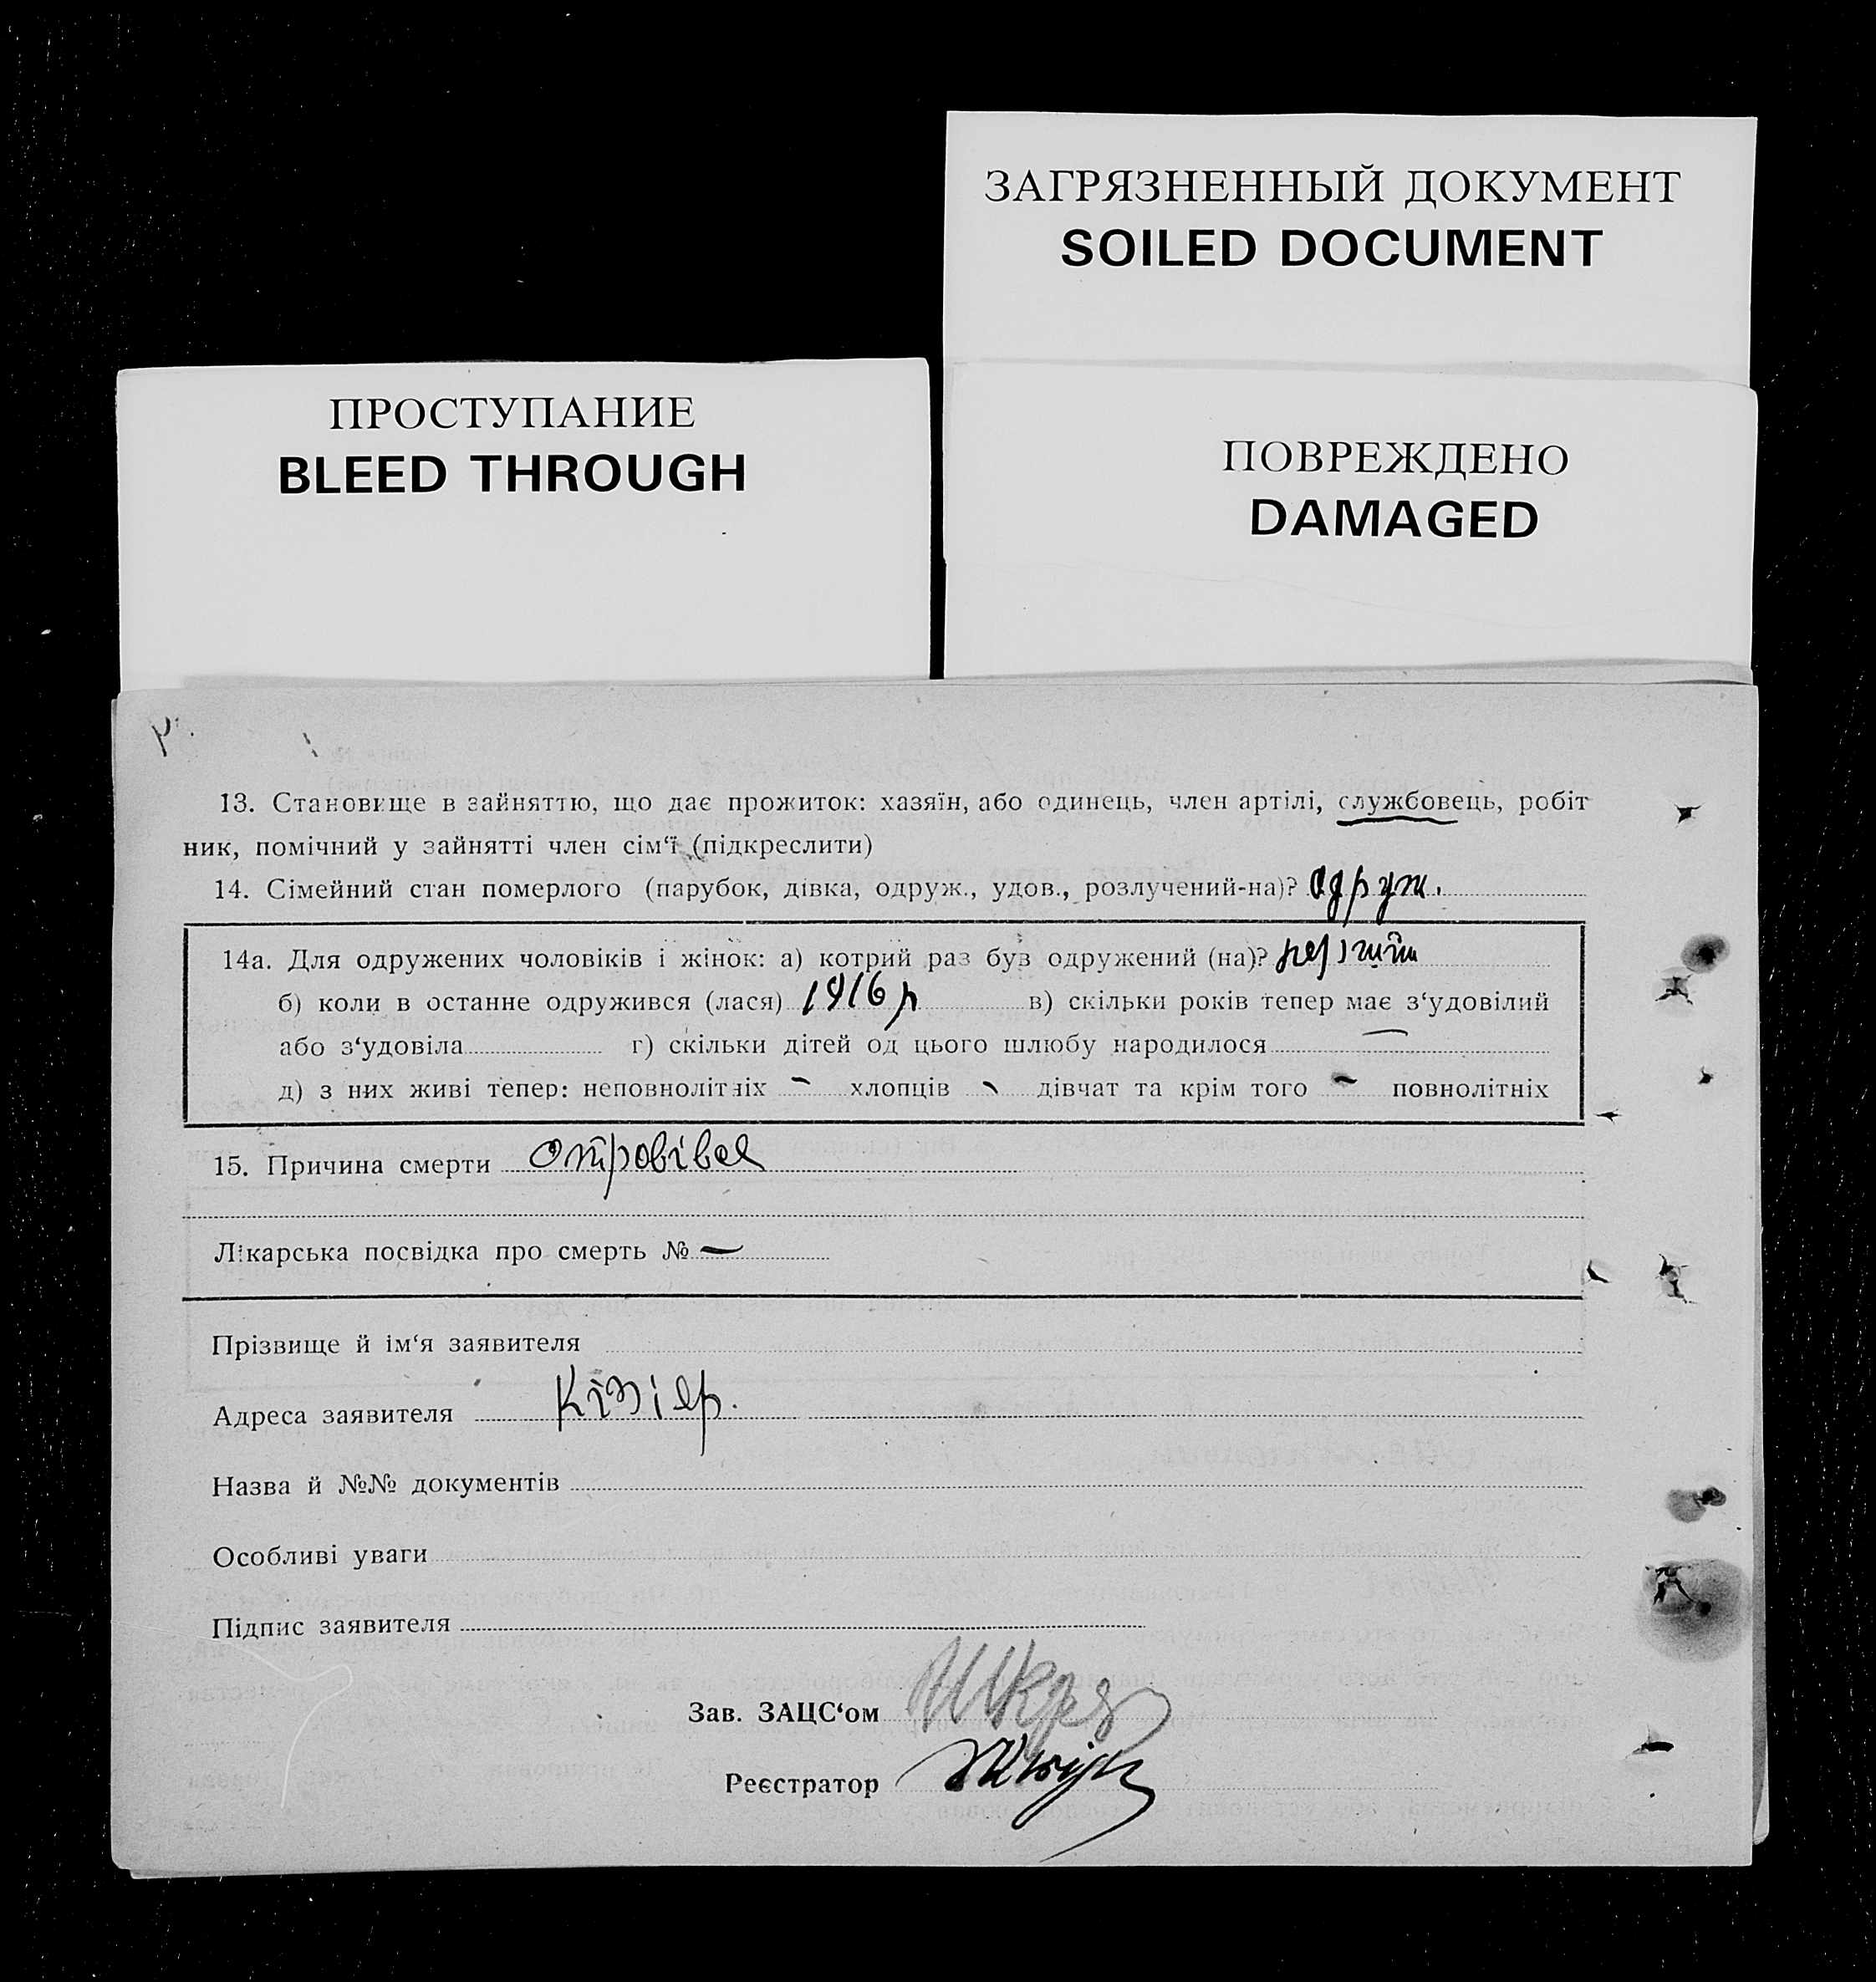 ЗАГРЯЗНЕННЫЙ ДОКУМЕНТ
SOILED DOCUMENT
ПРОСТУПАНИЕ
BLEED THROUGH
ПОВРЕЖДЕНО
DAMAGED
13. Становище в зайняттю, що дає прожиток: хазяїн, або одинець, член артілі, службовець, робіт
ник, помічний у зайнятті член сім‘ї (підкреслити)
14. Сімейний стан померлого (парубок, дівка, одруж., удов., розлучений-на)? одруж.
14а. Для одружених чоловіків і жінок: а) котрий раз був одружений (на)?
б) коли в останне одружився (лася) 1916 р в) скільки років тепер має з‘удовілий
або з‘удовіла г) скільки дітей од цього шлюбу народилося —
д) з них живі тепер: неповнолітніх - хлопців - дівчат та крім того - повнолітніх
15. Причина смерти
Лікарська посвідка про смерть № —
Прізвище й ім‘я заявителя
Адреса заявителя
Назва й №№ документів
Особливі уваги
Підпис заявителя
Зав. ЗАЦС‘ом
Реєстратор